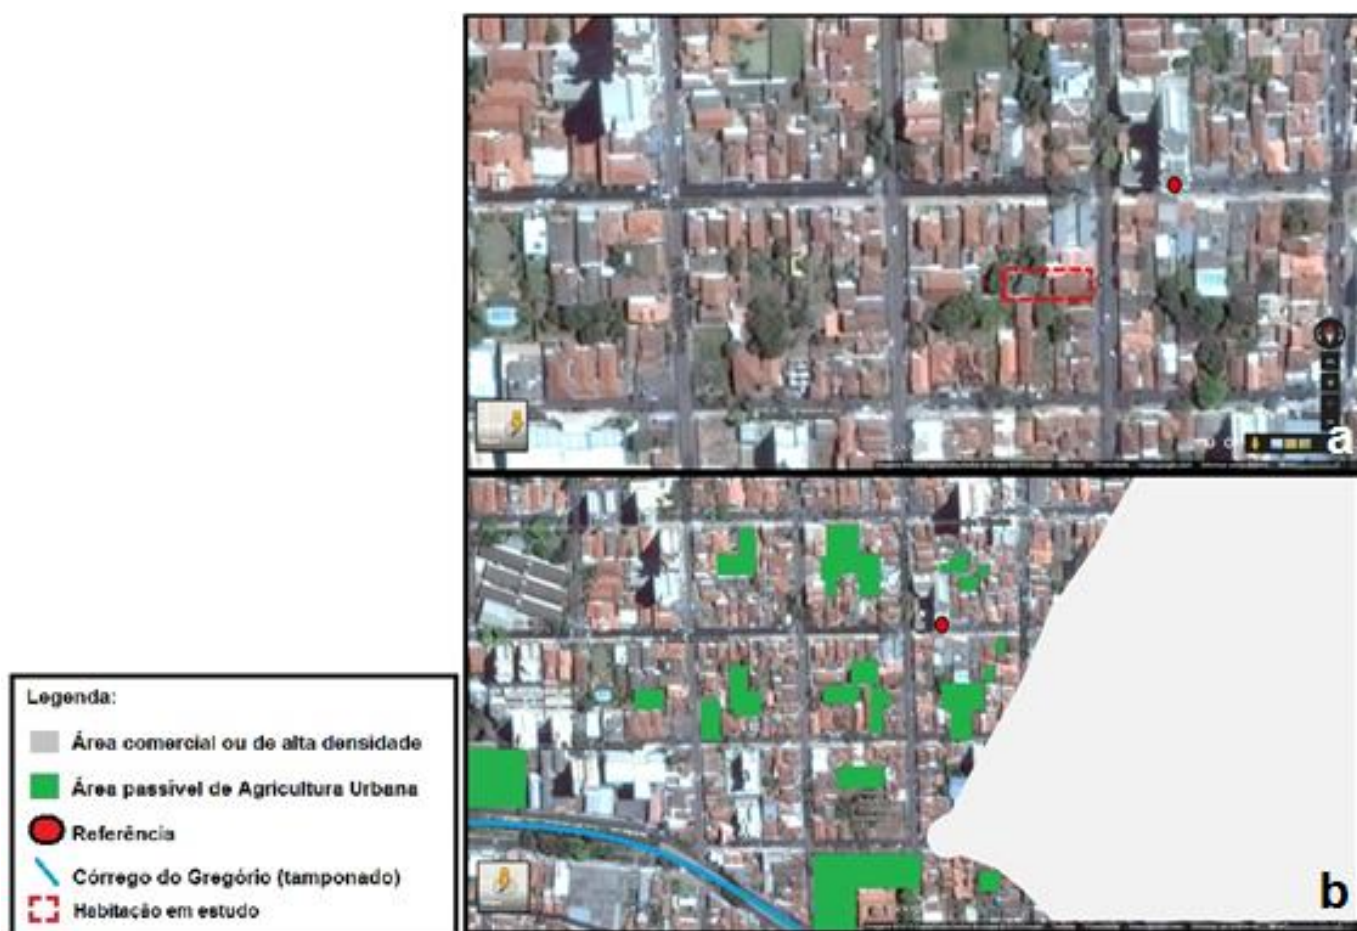 a
Legenda:
Área comercial ou de alta densidade
Área passível de Agricultura Urbana
Referência
Córrego do Gregório (tamponado)
Habitação em estudo
b